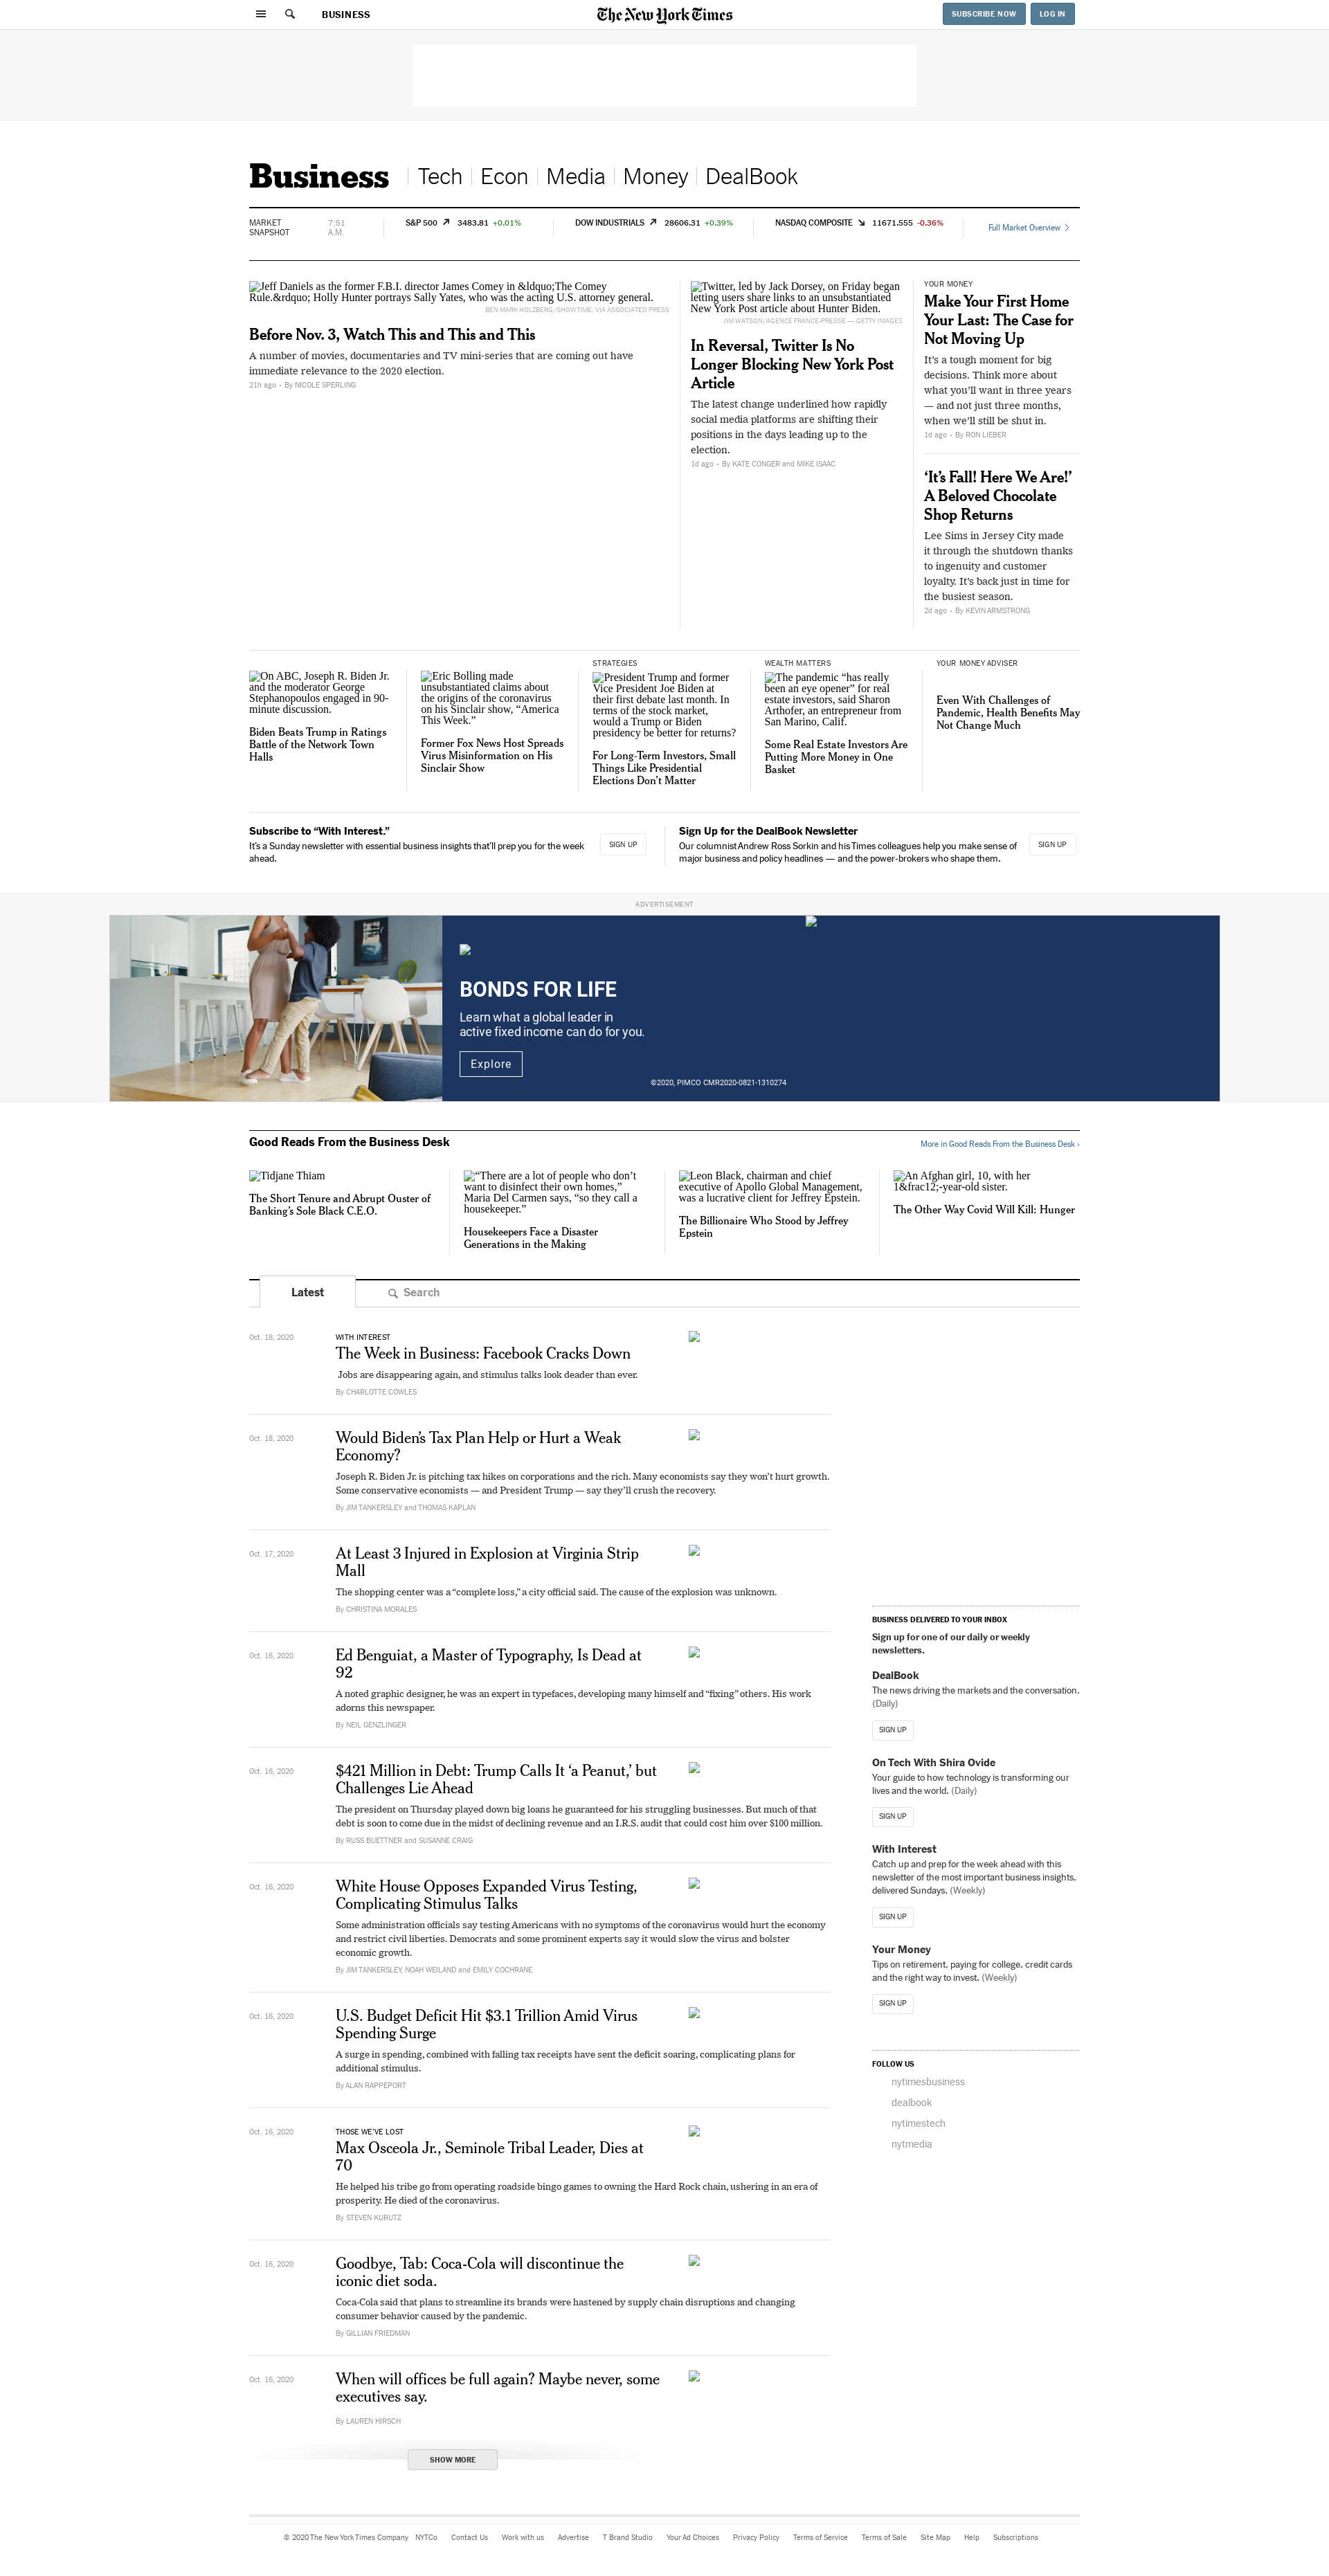 BUSINESS
The New York Times
SUBSCRIBE NOW
LOG IN
Business
Tech
Econ
Media
Money
DealBook
MARKET
SNAPSHOT
7:51
A.M.
S&P 500 3483.81 +0.01%
DOW INDUSTRIALS 28606.31 +0.39%
NASDAQ COMPOSITE 11671.555 -0.36%
Full Market Overview
Jeff Daniels as the former F.B.I. director James Comey in &ldquo;The Comey
Rule.&rdquo; Holly Hunter portrays Sally Yates, who was the acting U.S. attorney general.
BEN MARK HOLZBERG/SHOWTIME, VIA ASSOCIATED PRESS
Before Nov. 3, Watch This and This and This
A number of movies, documentaries and TV mini-series that are coming out have
immediate relevance to the 2020 election.
21h ago • By NICOLE SPERLING
Twitter, led by Jack Dorsey, on Friday began
letting users share links to an unsubstantiated
New York Post article about Hunter Biden.
JIM WATSON/AGENCE FRANCE-PRESSE — GETTY IMAGES
In Reversal, Twitter Is No
Longer Blocking New York Post
Article
The latest change underlined how rapidly
social media platforms are shifting their
positions in the days leading up to the
election.
1d ago • By KATE CONGER and MIKE ISAAC
YOUR MONEY
Make Your First Home
Your Last: The Case for
Not Moving Up
It’s a tough moment for big
decisions. Think more about
what you’ll want in three years
— and not just three months,
when we’ll still be shut in.
1d ago • By RON LIEBER
‘It’s Fall! Here We Are!’
A Beloved Chocolate
Shop Returns
Lee Sims in Jersey City made
it through the shutdown thanks
to ingenuity and customer
loyalty. It’s back just in time for
the busiest season.
2d ago • By KEVIN ARMSTRONG
On ABC, Joseph R. Biden Jr.
and the moderator George
Stephanopoulos engaged in 90-
minute discussion.
Biden Beats Trump in Ratings
Battle of the Network Town
Halls
Eric Bolling made
unsubstantiated claims about
the origins of the coronavirus
on his Sinclair show, “America
This Week.”
Former Fox News Host Spreads
Virus Misinformation on His
Sinclair Show
STRATEGIES
President Trump and former
Vice President Joe Biden at
their first debate last month. In
terms of the stock market,
would a Trump or Biden
presidency be better for returns?
For Long-Term Investors, Small
Things Like Presidential
Elections Don’t Matter
WEALTH MATTERS
The pandemic “has really
been an eye opener” for real
estate investors, said Sharon
Arthofer, an entrepreneur from
San Marino, Calif.
Some Real Estate Investors Are
Putting More Money in One
Basket
YOUR MONEY ADVISER
Even With Challenges of
Pandemic, Health Benefits May
Not Change Much
Subscribe to “With Interest.”
It’s a Sunday newsletter with essential business insights that’ll prep you for the week
ahead.
SIGN UP
Sign Up for the DealBook Newsletter
Our columnist Andrew Ross Sorkin and his Times colleagues help you make sense of
major business and policy headlines — and the power-brokers who shape them.
SIGN UP
ADVERTISEMENT
BONDS FOR LIFE
Learn what a global leader in
active fixed income can do for you.
Explore
©2020, PIMCO CMR2020-0821-1310274
Good Reads From the Business Desk
More in Good Reads From the Business Desk ›
Tidjane Thiam
The Short Tenure and Abrupt Ouster of
Banking’s Sole Black C.E.O.
“There are a lot of people who don’t
want to disinfect their own homes,”
Maria Del Carmen says, “so they call a
housekeeper.”
Housekeepers Face a Disaster
Generations in the Making
Leon Black, chairman and chief
executive of Apollo Global Management,
was a lucrative client for Jeffrey Epstein.
The Billionaire Who Stood by Jeffrey
Epstein
An Afghan girl, 10, with her
1&frac12;-year-old sister.
The Other Way Covid Will Kill: Hunger
Latest
Search
Oct. 18, 2020
WITH INTEREST
The Week in Business: Facebook Cracks Down
Jobs are disappearing again, and stimulus talks look deader than ever.
By CHARLOTTE COWLES
Oct. 18, 2020
Would Biden’s Tax Plan Help or Hurt a Weak
Economy?
Joseph R. Biden Jr. is pitching tax hikes on corporations and the rich. Many economists say they won’t hurt growth.
Some conservative economists — and President Trump — say they’ll crush the recovery.
By JIM TANKERSLEY and THOMAS KAPLAN
Oct. 17, 2020
At Least 3 Injured in Explosion at Virginia Strip
Mall
The shopping center was a “complete loss,” a city official said. The cause of the explosion was unknown.
By CHRISTINA MORALES
Oct. 16, 2020
Ed Benguiat, a Master of Typography, Is Dead at
92
A noted graphic designer, he was an expert in typefaces, developing many himself and “fixing” others. His work
adorns this newspaper.
By NEIL GENZLINGER
Oct. 16, 2020
$421 Million in Debt: Trump Calls It ‘a Peanut,’ but
Challenges Lie Ahead
The president on Thursday played down big loans he guaranteed for his struggling businesses. But much of that
debt is soon to come due in the midst of declining revenue and an I.R.S. audit that could cost him over $100 million.
By RUSS BUETTNER and SUSANNE CRAIG
Oct. 16, 2020
White House Opposes Expanded Virus Testing,
Complicating Stimulus Talks
Some administration officials say testing Americans with no symptoms of the coronavirus would hurt the economy
and restrict civil liberties. Democrats and some prominent experts say it would slow the virus and bolster
economic growth.
By JIM TANKERSLEY, NOAH WEILAND and EMILY COCHRANE
Oct. 16, 2020
U.S. Budget Deficit Hit $3.1 Trillion Amid Virus
Spending Surge
A surge in spending, combined with falling tax receipts have sent the deficit soaring, complicating plans for
additional stimulus.
By ALAN RAPPEPORT
Oct. 16, 2020
THOSE WE’VE LOST
Max Osceola Jr., Seminole Tribal Leader, Dies at
70
He helped his tribe go from operating roadside bingo games to owning the Hard Rock chain, ushering in an era of
prosperity. He died of the coronavirus.
By STEVEN KURUTZ
Oct. 16, 2020
Goodbye, Tab: Coca-Cola will discontinue the
iconic diet soda.
Coca-Cola said that plans to streamline its brands were hastened by supply chain disruptions and changing
consumer behavior caused by the pandemic.
By GILLIAN FRIEDMAN
Oct. 16, 2020
When will offices be full again? Maybe never, some
executives say.
By LAUREN HIRSCH
SHOW MORE
BUSINESS DELIVERED TO YOUR INBOX
Sign up for one of our daily or weekly
newsletters.
DealBook
The news driving the markets and the conversation.
(Daily)
SIGN UP
On Tech With Shira Ovide
Your guide to how technology is transforming our
lives and the world. (Daily)
SIGN UP
With Interest
Catch up and prep for the week ahead with this
newsletter of the most important business insights,
delivered Sundays. (Weekly)
SIGN UP
Your Money
Tips on retirement, paying for college, credit cards
and the right way to invest. (Weekly)
SIGN UP
FOLLOW US
nytimesbusiness
dealbook
nytimestech
nytmedia
© 2020 The New York Times Company NYTCo Contact Us Work with us Advertise T Brand Studio Your Ad Choices Privacy Policy Terms of Service Terms of Sale Site Map Help Subscriptions